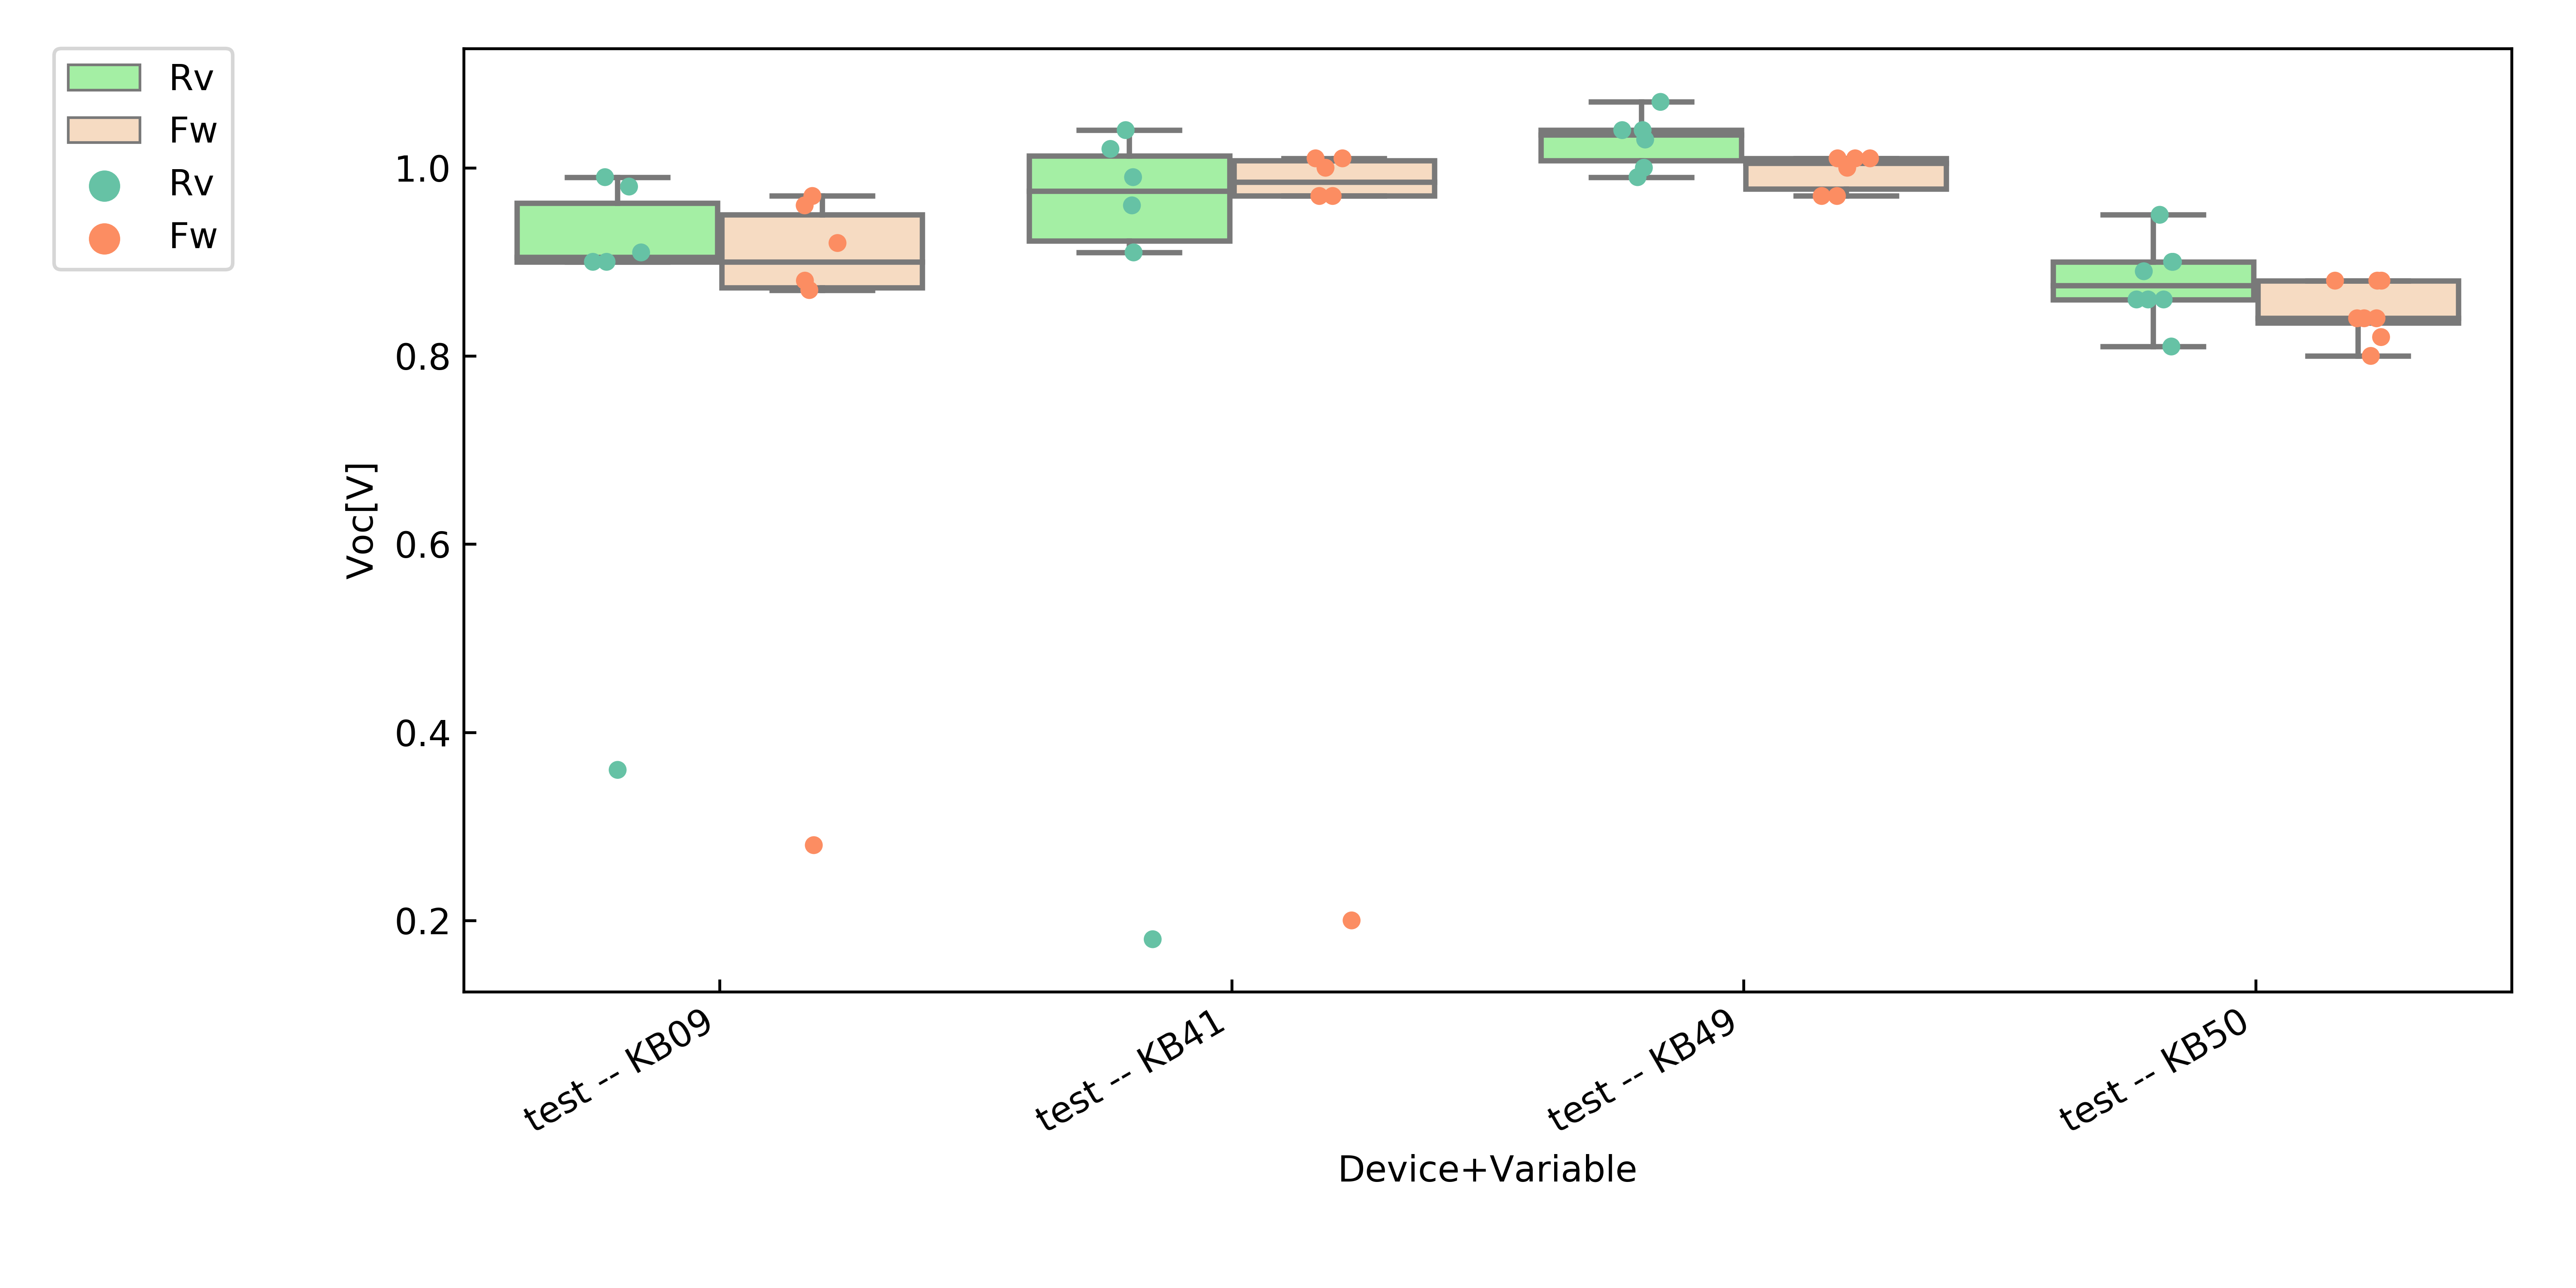 Rv
Fw
Rv
Fw
1.0
0.8
0.6
0.4
0.2
Voc[V]
test -- KB09
test -- KB41
test -- KB49
test -- KB50
Device+Variable